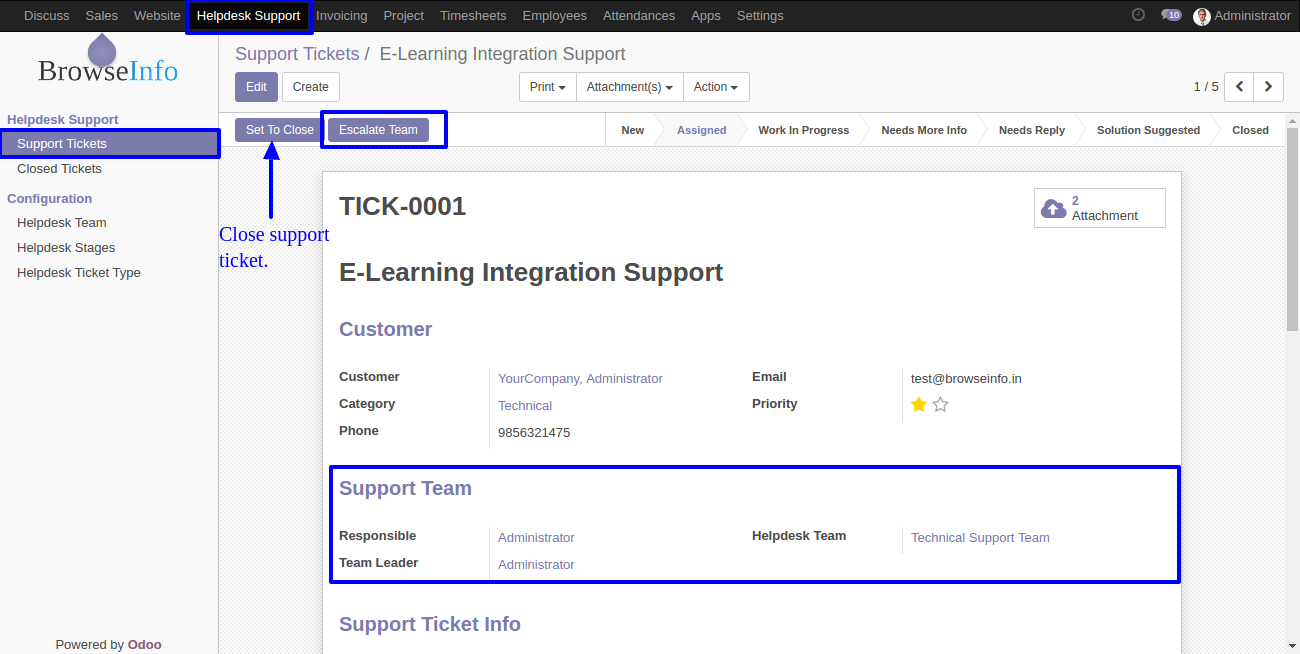 Discuss Sales Website Helpdesk Support Invoicing Project Timesheets Employees Attendances Apps Settings 10 Administrator
BrowseInfo
Support Tickets / E-Learning Integration Support
Edit Create Print Attachment(s) Action 1 / 5
Helpdesk Support
Support Tickets
Closed Tickets
Configuration
Helpdesk Team
Helpdesk Stages
Helpdesk Ticket Type
Powered by Odoo
Set To Close Escalate Team New Assigned Work In Progress Needs More Info Needs Reply Solution Suggested Closed
Close support
ticket.
TICK-0001
2
Attachment
E-Learning Integration Support
Customer
Customer YourCompany, Administrator Email test@browseinfo.in
Category Technical Priority
Phone 9856321475
Support Team
Responsible Administrator Helpdesk Team Technical Support Team
Team Leader Administrator
Support Ticket Info